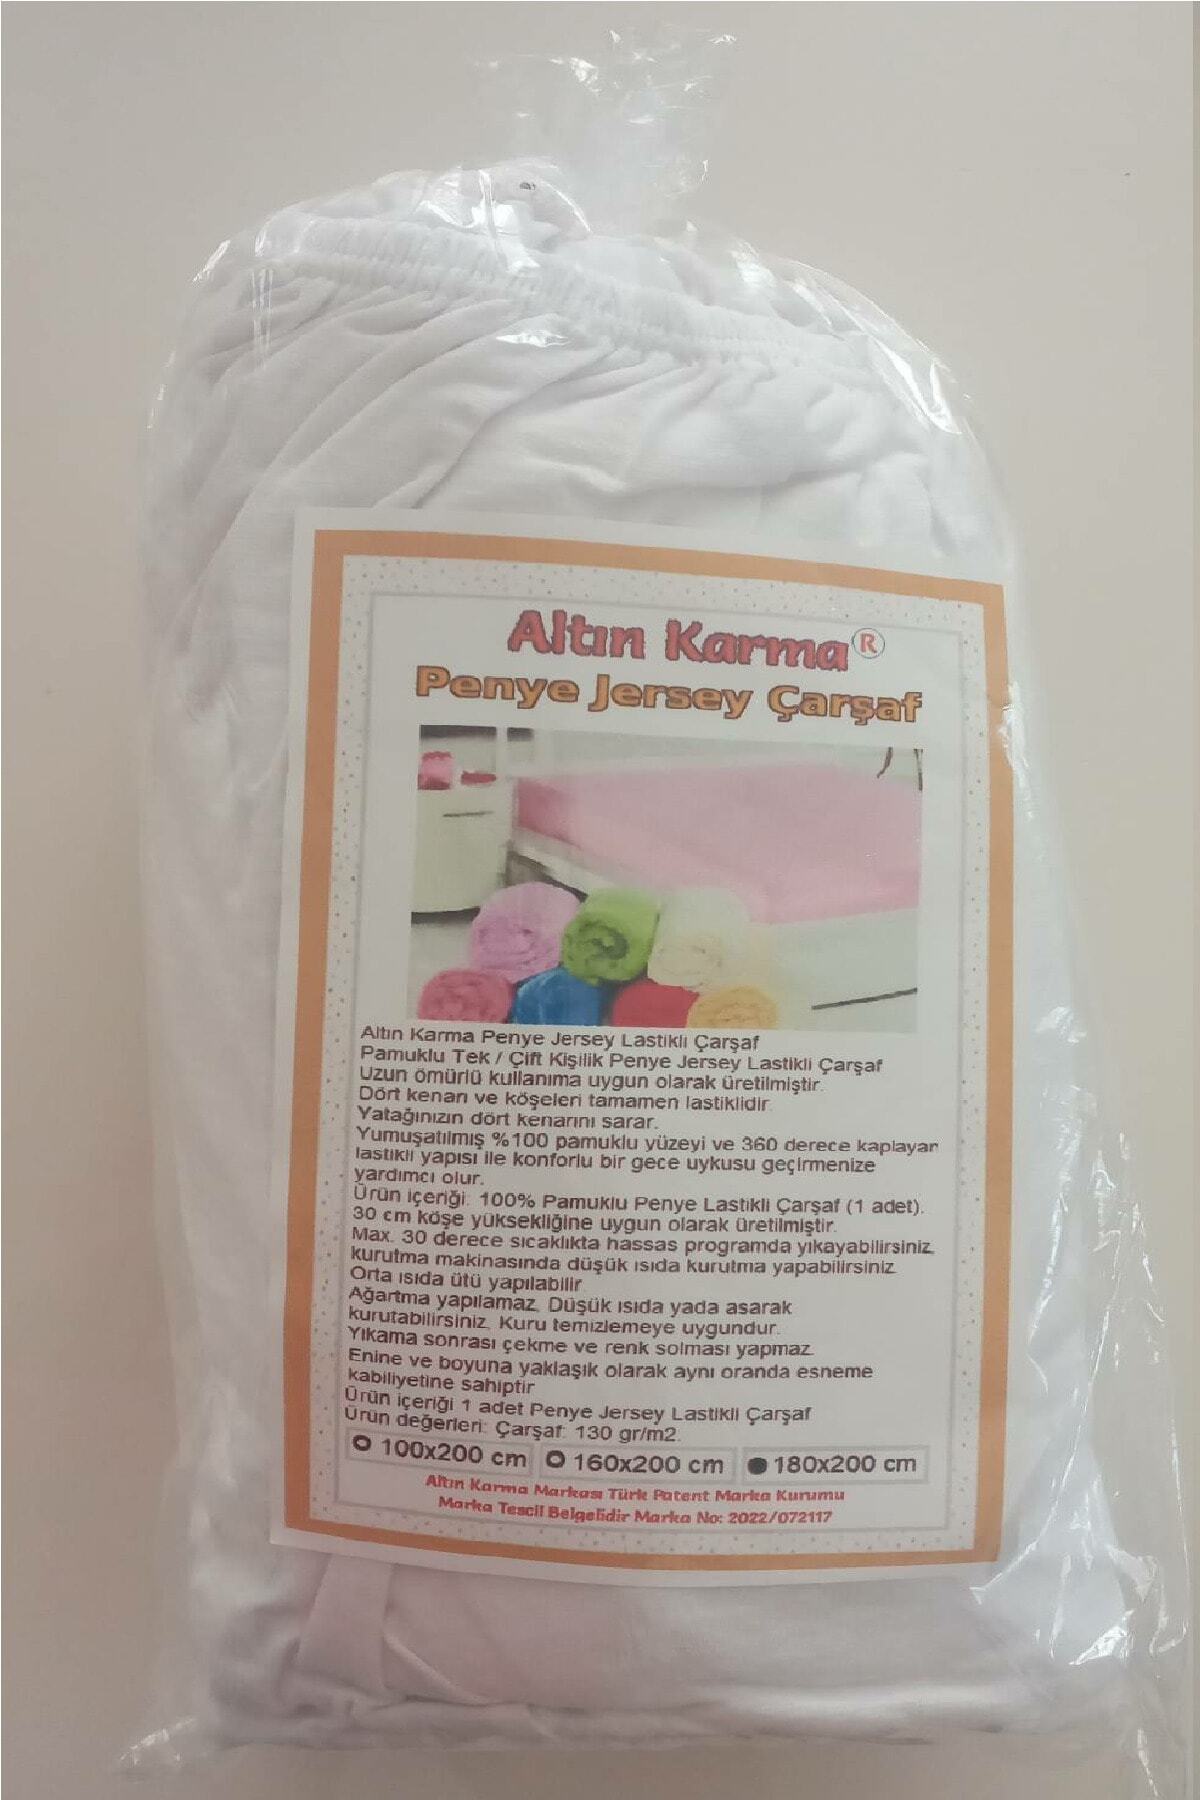 Altın Karma®
Penye Jersey Çarşaf
Altın Karma Penye Jersey Lastikli Çarşaf
Pamuklu Tek / Çift Kişilik Penye Jersey Lastikli Çarşaf
Uzun ömürlü kullanıma uygun olarak üretilmiştir.
Dört kenarı ve köşeleri tamamen lastiklidir.
Yatağınızın dört kenarını sarar.
Yumuşatılmış %100 pamuklu yüzeyi ve 360 derece kaplayan
lastikli yapısı ile konforlu bir gece uykusu geçirmenize
yardımcı olur.
Ürün içeriği: 100% Pamuklu Penye Lastikli Çarşaf (1 adet).
30 cm köşe yüksekliğine uygun olarak üretilmiştir.
Max. 30 derece sıcaklıkta hassas programda yıkayabilirsiniz,
kurutma makinasında düşük ısıda kurutma yapabilirsiniz.
Orta ısıda ütü yapılabilir.
Ağartma yapılamaz. Düşük ısıda yada asarak
kurutabilirsiniz. Kuru temizlemeye uygundur.
Yıkama sonrası çekme ve renk solması yapmaz.
Enine ve boyuna yaklaşık olarak aynı oranda esneme
kabiliyetine sahiptir
Ürün içeriği 1 adet Penye Jersey Lastikli Çarşaf
Ürün değerleri: Çarşaf: 130 gr/m2.
100x200 cm 160x200 cm 180x200 cm
Altın Karma Markası Türk Patent Marka Kurumu
Marka Tescil Belgelidir Marka No: 2022/072117